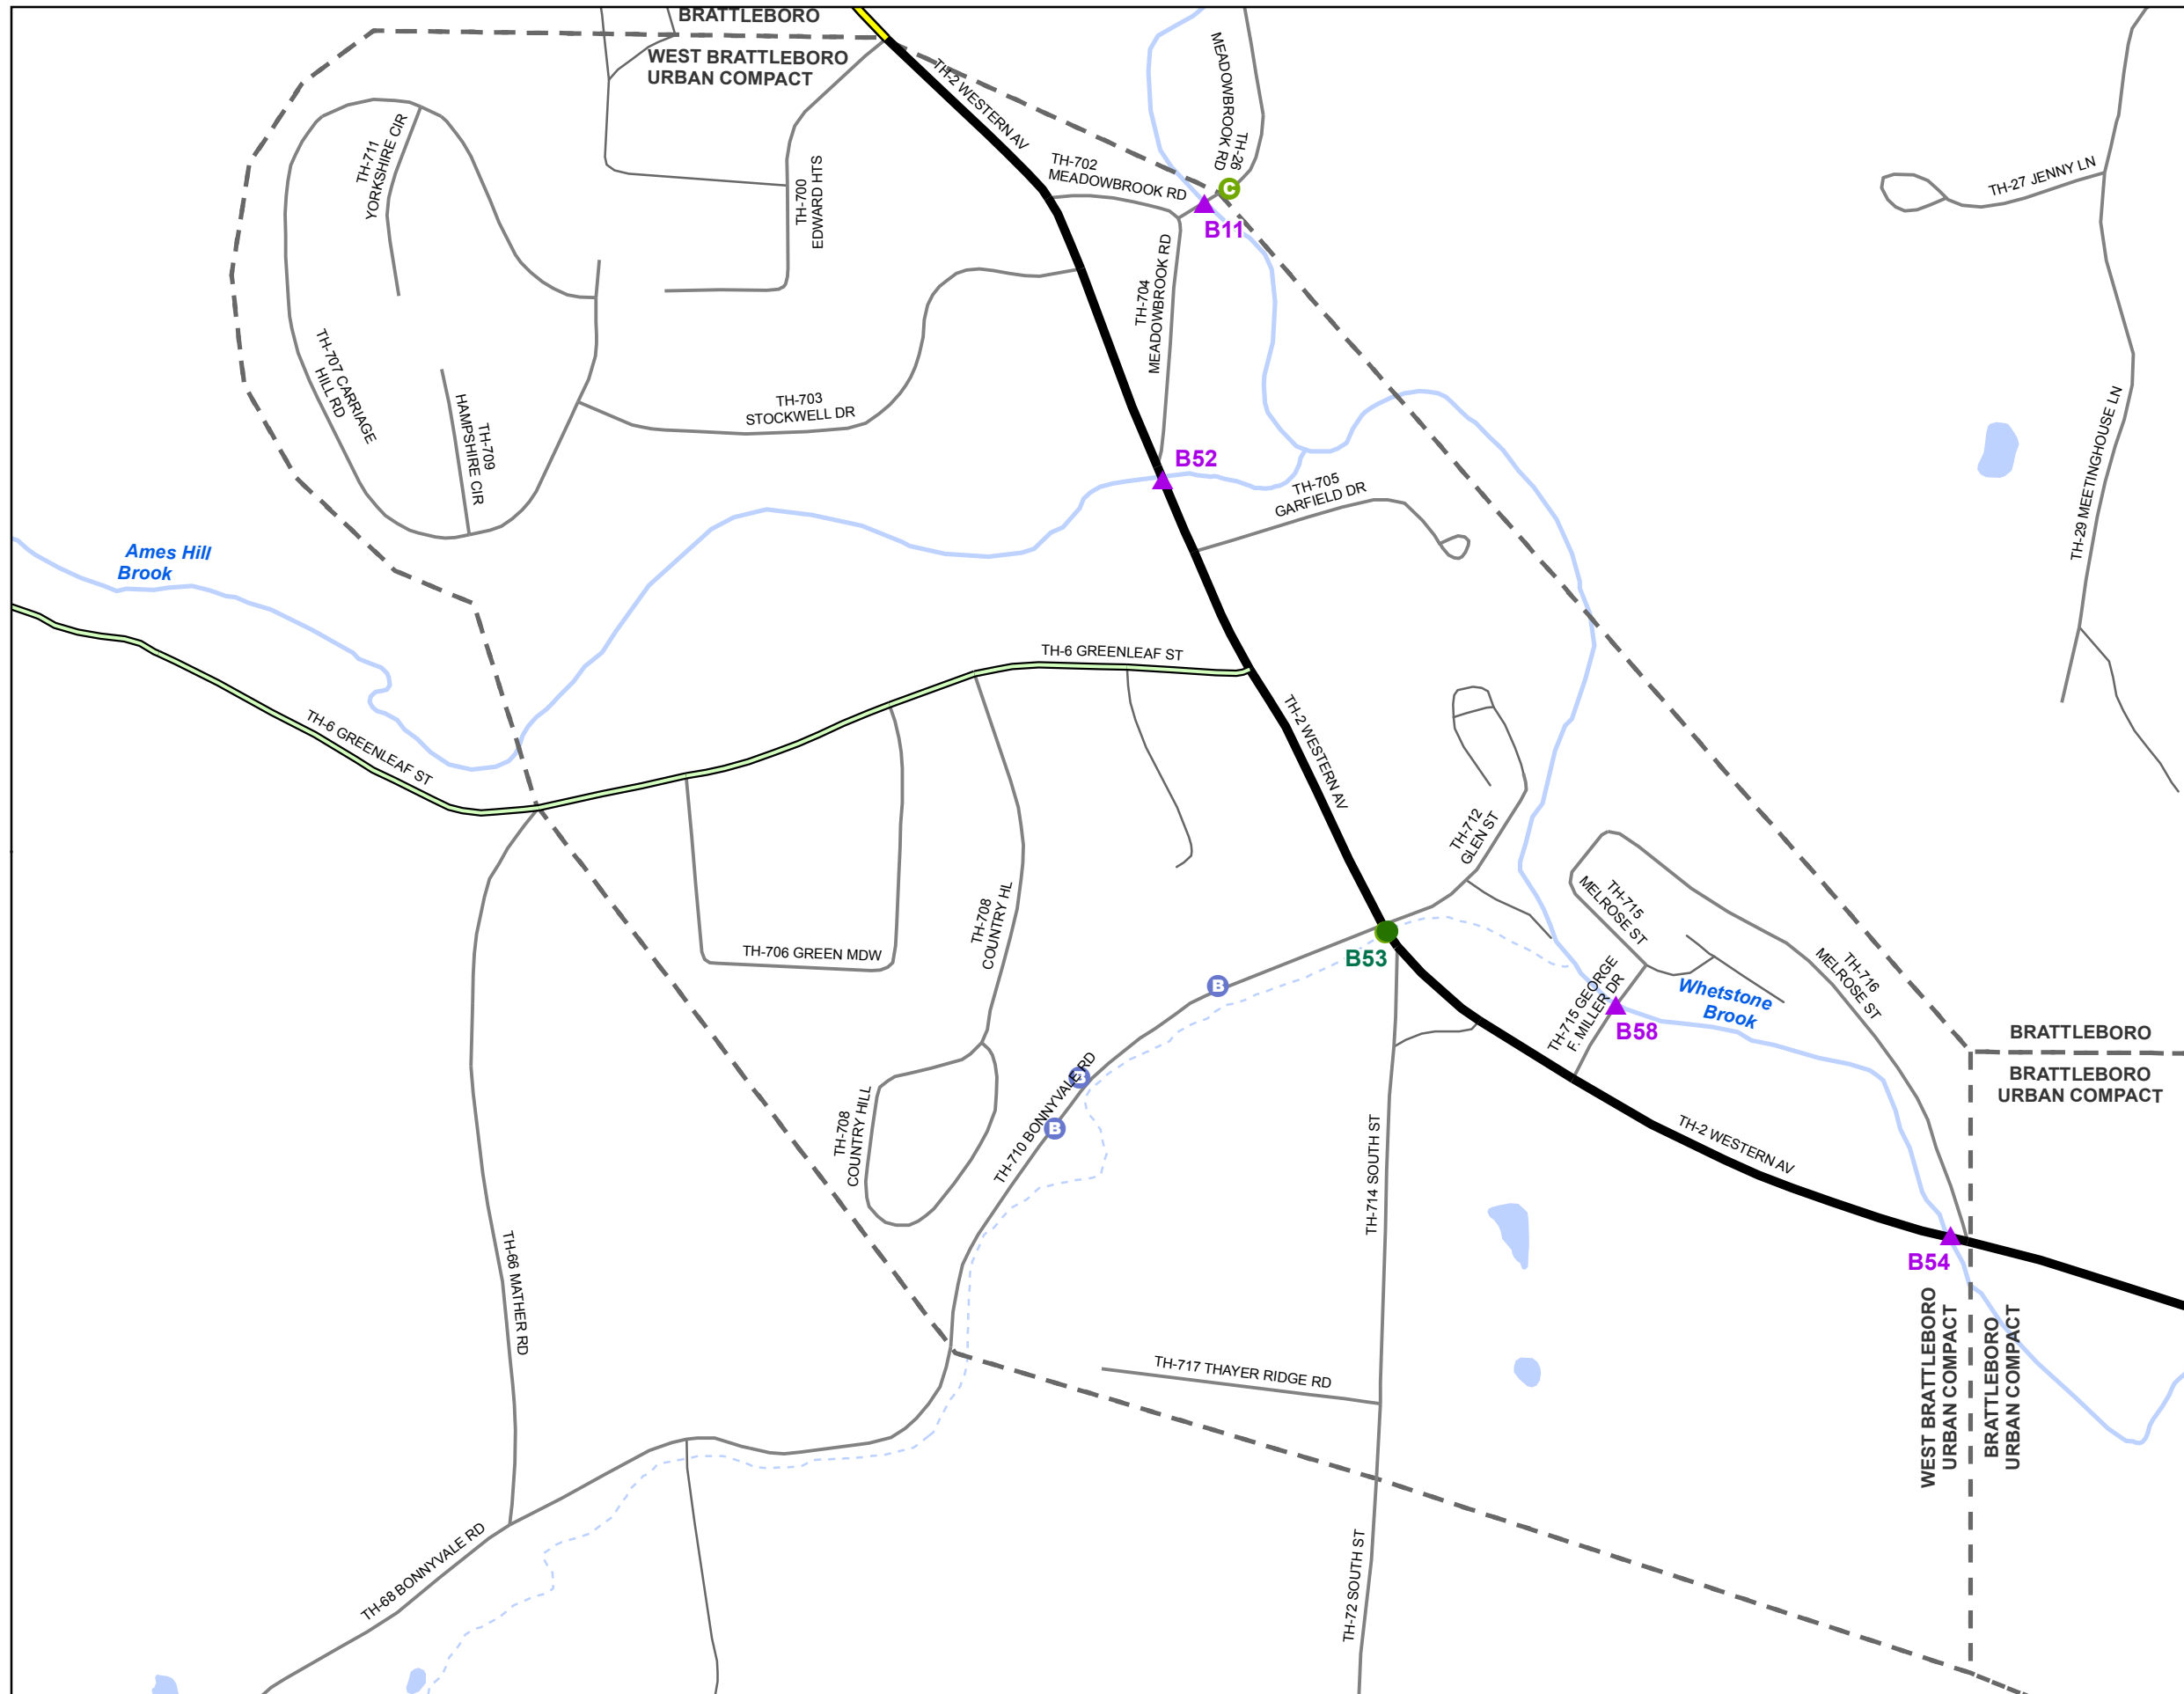 BRATTLEBORO
WEST BRATTLEBORO
URBAN COMPACT
TH-2 WESTERN AV
MEADOWBROOK RD
TH-26
C
TH-702
MEADOWBROOK RD
B11
TH-711
YORKSHIRE CIR
TH-700
EDWARD HTS
TH-27 JENNY LN
TH-704
MEADOWBROOK RD
TH-707 CARRIAGE
HILL RD
TH-709
HAMPSHIRE CIR
TH-703
STOCKWELL DR
B52
TH-705
GARFIELD DR
TH-29 MEETINGHOUSE LN
Ames Hill
Brook
TH-6 GREENLEAF ST
TH-6 GREENLEAF ST
TH-2 WESTERN AV
TH-712
GLEN ST
TH-715
MELROSE ST
TH-708
COUNTRY HL
TH-706 GREEN MDW
B53
B
TH-716
MELROSE ST
TH-715 GEORGE
F. MILLER DR
Whetstone
Brook
B58
BRATTLEBORO
BRATTLEBORO
URBAN COMPACT
B
B
TH-710 BONNYVALE RD
TH-708
COUNTRY HILL
TH-714 SOUTH ST
TH-2 WESTERN AV
B54
TH-66 MATHER RD
WEST BRATTLEBORO
URBAN COMPACT
BRATTLEBORO
URBAN COMPACT
TH-717 THAYER RIDGE RD
TH-68 BONNYVALE RD
TH-72 SOUTH ST